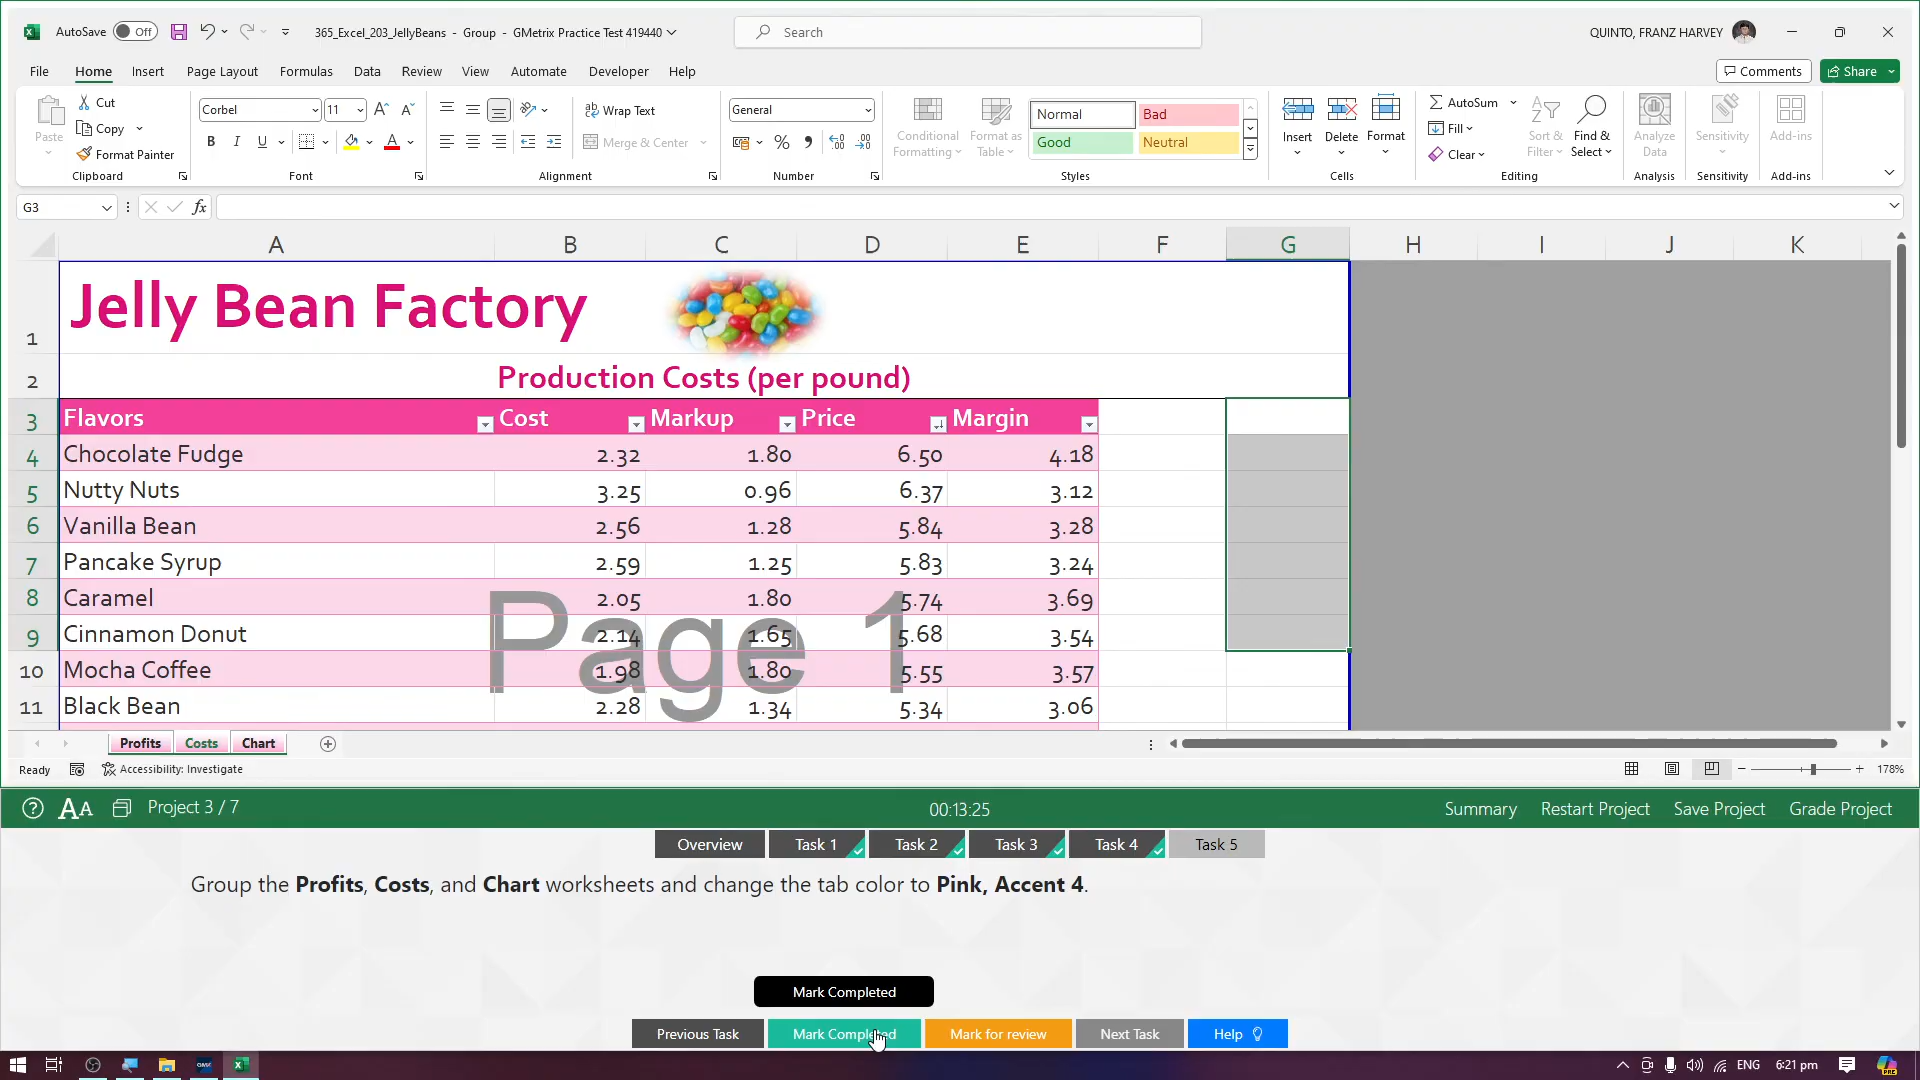 AutoSave Off 365_Excel_203_JellyBeans - Group - GMetrix Practice Test 419440 Search QUINTO, FRANZ HARVEY
File Home Insert Page Layout Formulas Data Review View Automate Developer Help Comments Share
Paste Cut Copy Format Painter Clipboard
Corbel 11 B I U A Font
Wrap Text Merge & Center Alignment
General % Number
Conditional Formatting Format as Table Normal Bad Good Neutral Styles
Insert Delete Format Cells
AutoSum Fill Clear Sort & Filter Find & Select Editing
Analyze Data Analysis
Sensitivity Sensitivity
Add-ins Add-ins
G3 fx
A B C D E F G H I J K
1 Jelly Bean Factory
2 Production Costs (per pound)
3 Flavors Cost Markup Price Margin
4 Chocolate Fudge 2.32 1.80 6.50 4.18
5 Nutty Nuts 3.25 0.96 6.37 3.12
6 Vanilla Bean 2.56 1.28 5.84 3.28
7 Pancake Syrup 2.59 1.25 5.83 3.24
8 Caramel 2.05 1.80 5.74 3.69
9 Cinnamon Donut 2.14 1.65 5.68 3.54
Page 1
10 Mocha Coffee 1.98 1.80 5.55 3.57
11 Black Bean 2.28 1.34 5.34 3.06
Profits Costs Chart
Ready Accessibility: Investigate 178%
AA Project 3 / 7 00:13:25 Summary Restart Project Save Project Grade Project
Overview Task 1 Task 2 Task 3 Task 4 Task 5
Group the Profits, Costs, and Chart worksheets and change the tab color to Pink, Accent 4.
Mark Completed
Previous Task Mark Completed Mark for review Next Task Help
ENG 6:21 pm